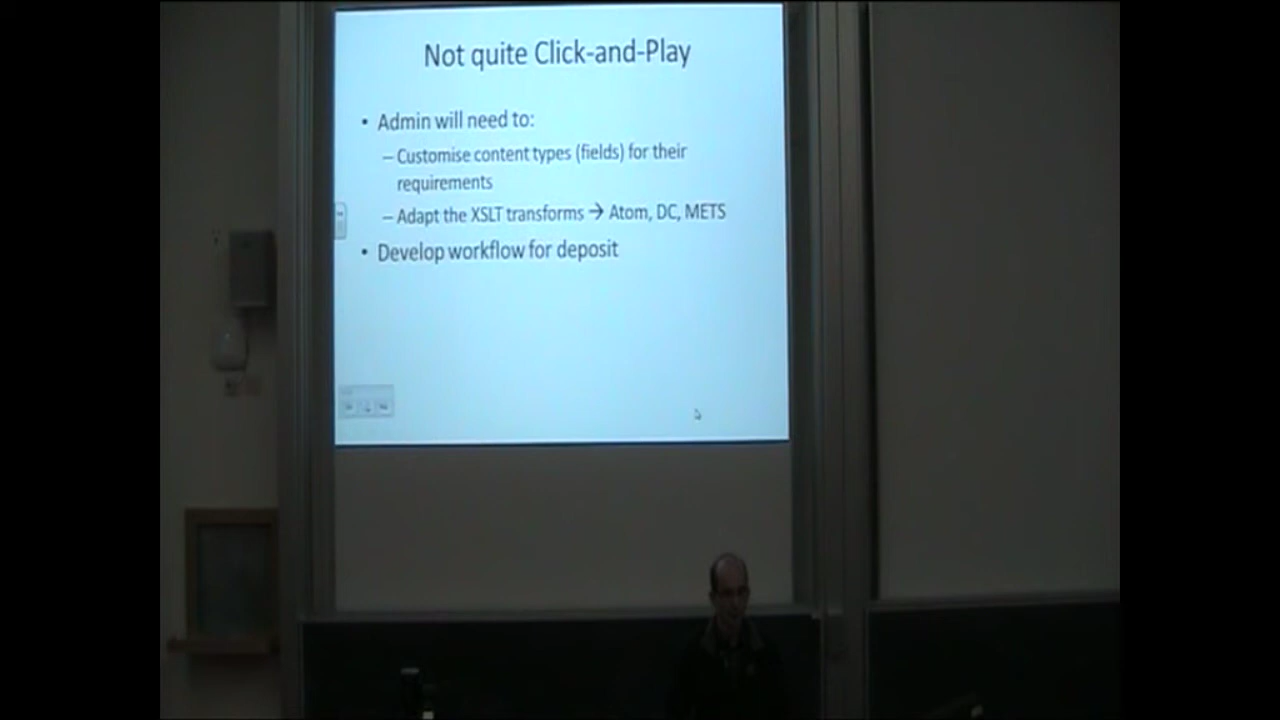 Not quite Click-and-Play
• Admin will need to:
– Customise content types (fields) for their
requirements
– Adapt the XSLT transforms → Atom, DC, METS
• Develop workflow for deposit